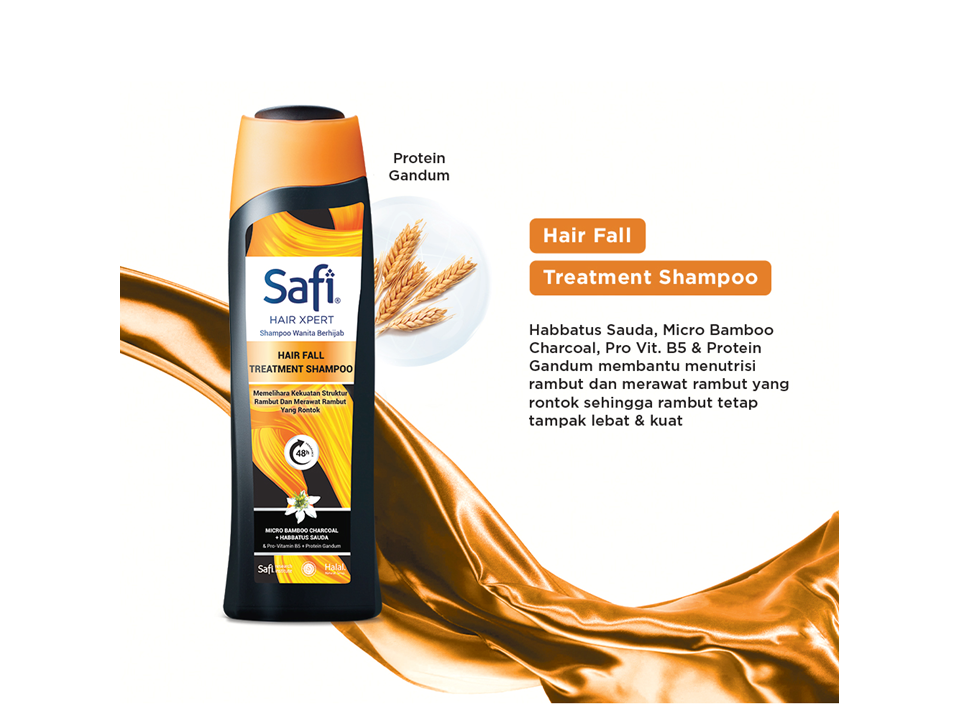 Protein
Gandum
Hair Fall
Treatment Shampoo
Habbatus Sauda, Micro Bamboo
Charcoal, Pro Vit. B5 & Protein
Gandum membantu menutrisi
rambut dan merawat rambut yang
rontok sehingga rambut tetap
tampak lebat & kuat
Safi®
HAIR XPERT
Shampoo Wanita Berhijab
HAIR FALL
TREATMENT SHAMPOO
Memelihara Kekuatan Struktur
Rambut Dan Merawat Rambut
Yang Rontok
48h
MICRO BAMBOO CHARCOAL
+ HABBATUS SAUDA
& Pro-Vitamin B5 + Protein Gandum
Safi
Halal